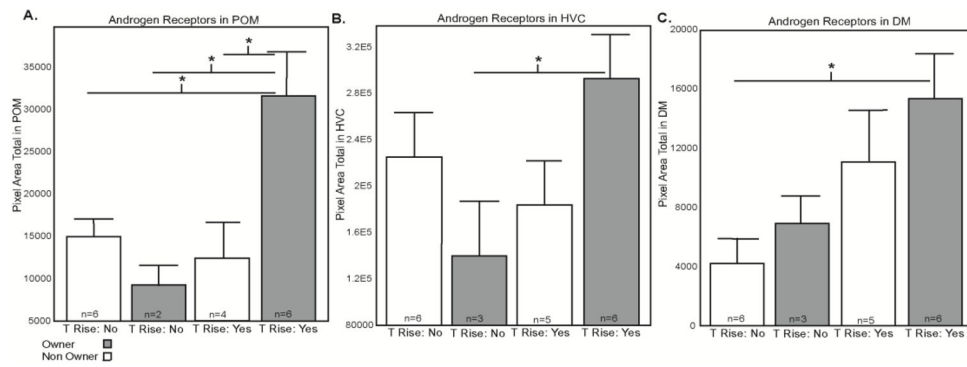 A.
Androgen Receptors in POM
*
*
*
Pixel Area Total in POM
35000
30000
25000
20000
15000
10000
5000
n=6
n=2
n=4
n=6
T Rise: No
T Rise: No
T Rise: Yes
T Rise: Yes
Owner
Non Owner
B.
Androgen Receptors in HVC
*
Pixel Area Total in HVC
3.2E5
2.8E5
2.4E5
2E5
1.6E5
1.2E5
80000
n=6
n=3
n=5
n=6
T Rise: No
T Rise: No
T Rise: Yes
T Rise: Yes
C.
Androgen Receptors in DM
*
Pixel Area Total in DM
20000
16000
12000
8000
4000
0
n=6
n=3
n=5
n=6
T Rise: No
T Rise: No
T Rise: Yes
T Rise: Yes